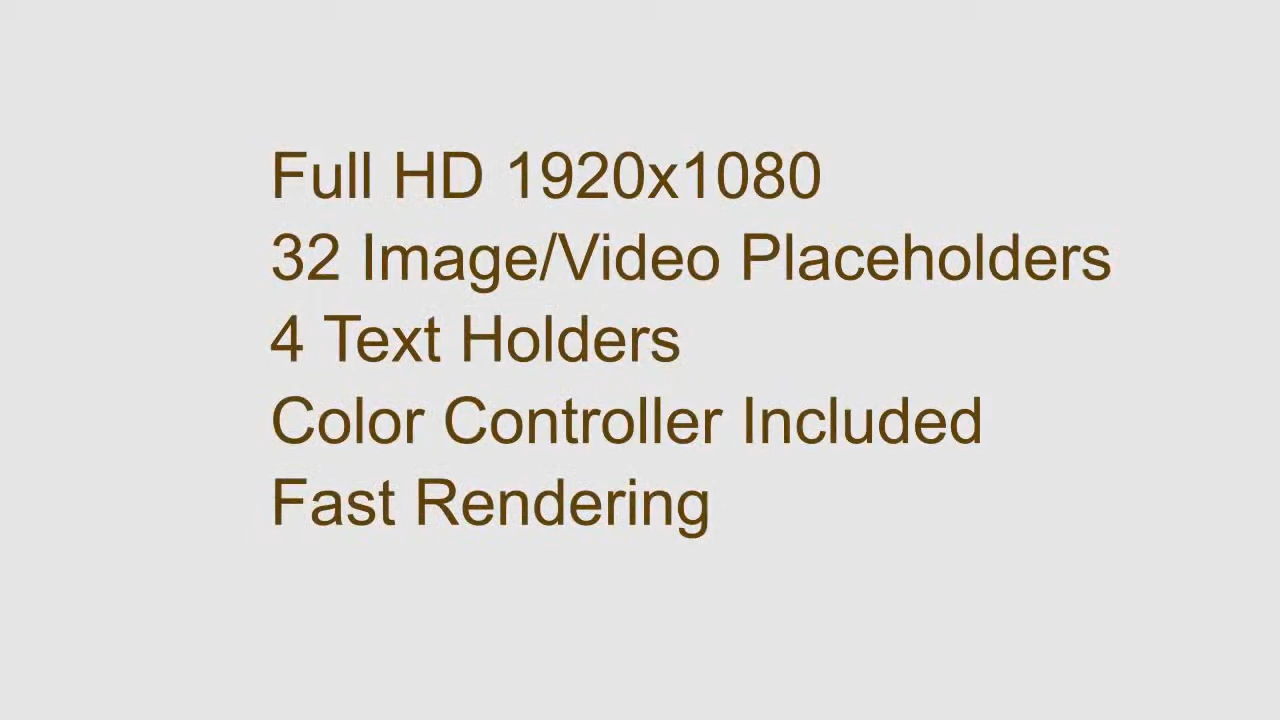 Full HD 1920x1080
32 Image/Video Placeholders
4 Text Holders
Color Controller Included
Fast Rendering